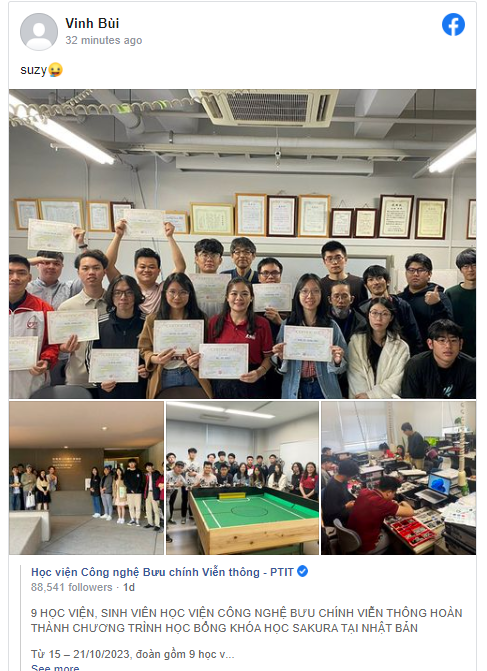 Vinh Bùi
32 minutes ago
suzy😂
Học viện Công nghệ Bưu chính Viễn thông - PTIT
88,541 followers · 1d
9 HỌC VIÊN, SINH VIÊN HỌC VIỆN CÔNG NGHỆ BƯU CHÍNH VIỄN THÔNG HOÀN
THÀNH CHƯƠNG TRÌNH HỌC BỔNG KHÓA HỌC SAKURA TẠI NHẬT BẢN
Từ 15 – 21/10/2023, đoàn gồm 9 học v...
See more